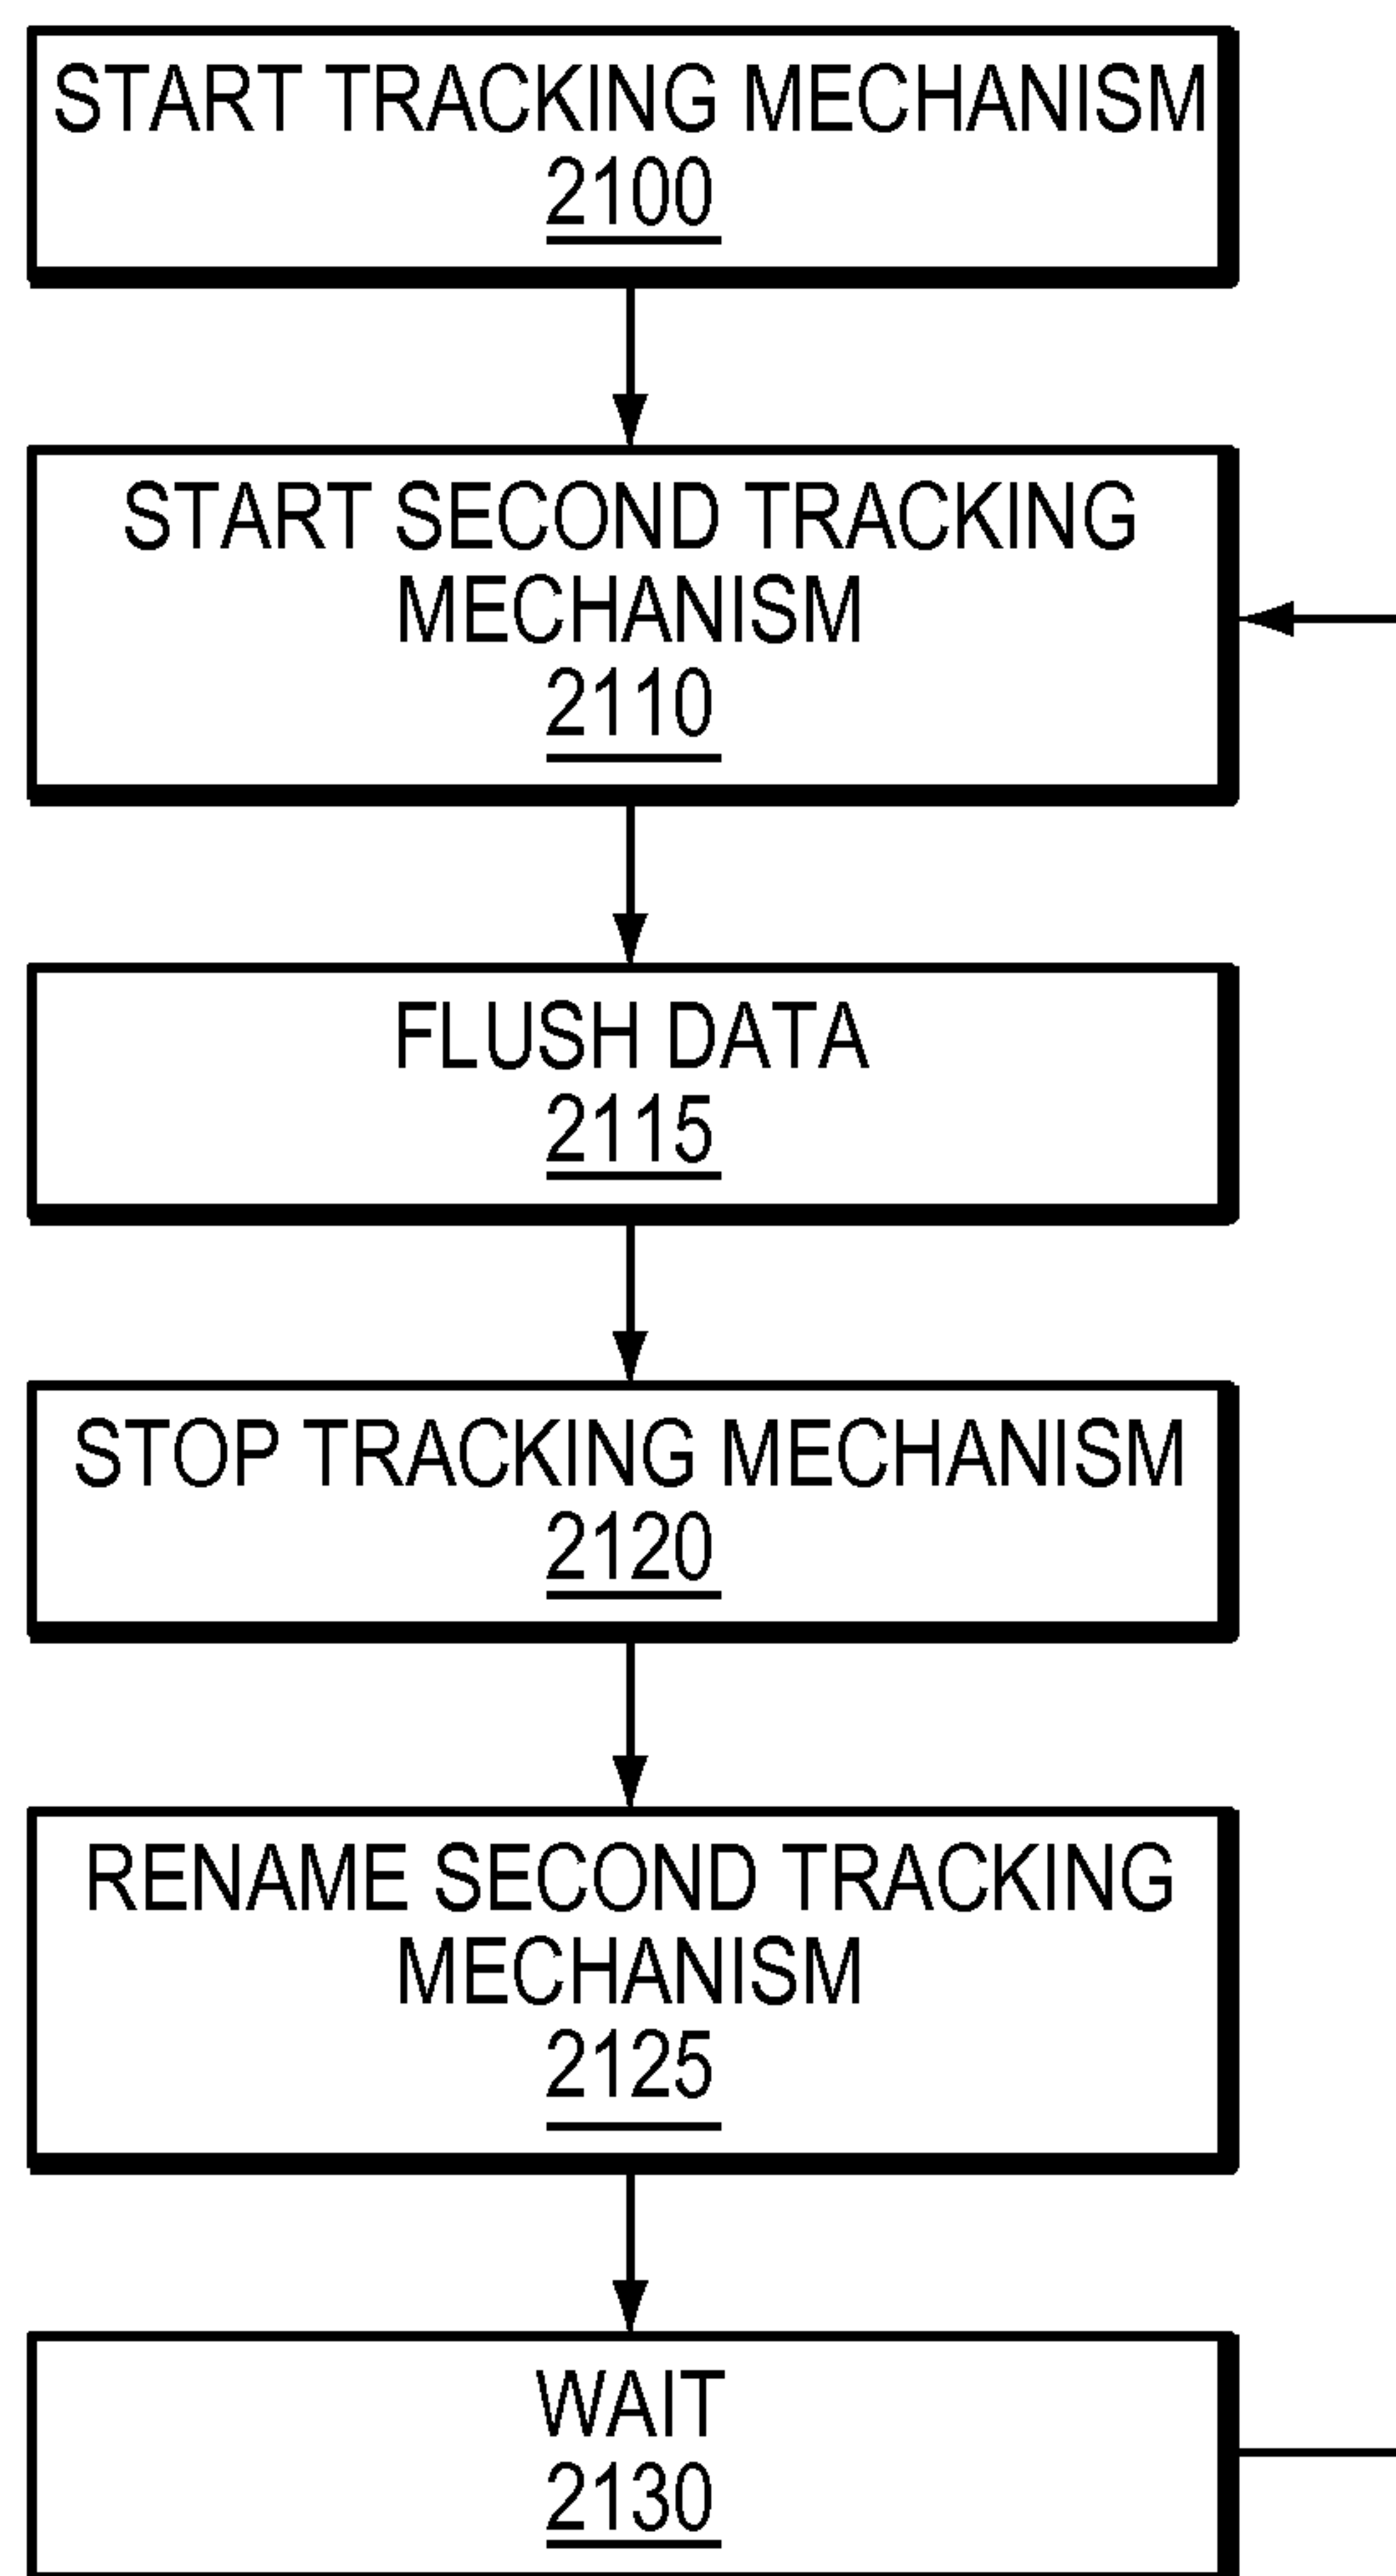 START TRACKING MECHANISM
2100
START SECOND TRACKING
MECHANISM
2110
FLUSH DATA
2115
STOP TRACKING MECHANISM
2120
RENAME SECOND TRACKING
MECHANISM
2125
WAIT
2130